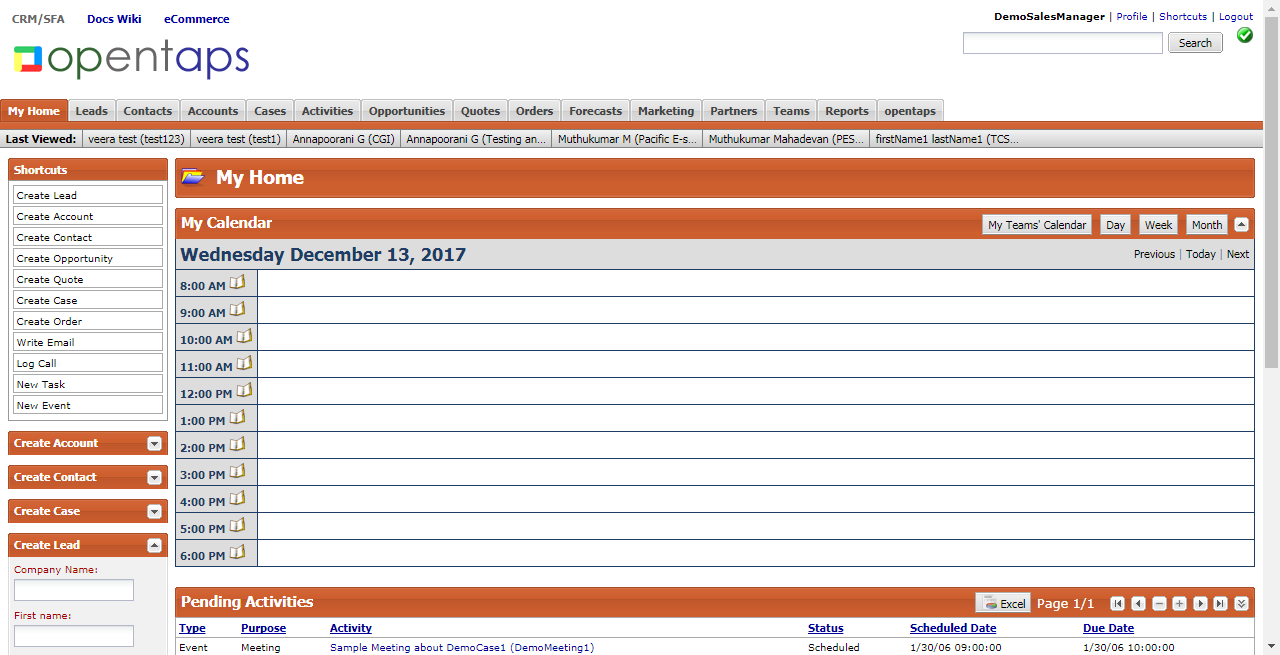 CRM/SFA Docs Wiki eCommerce
DemoSalesManager | Profile | Shortcuts | Logout
opentaps
Search
My Home Leads Contacts Accounts Cases Activities Opportunities Quotes Orders Forecasts Marketing Partners Teams Reports opentaps
Last Viewed: veera test (test123) veera test (test1) Annapoorani G (CGI) Annapoorani G (Testing an... Muthukumar M (Pacific E-s... Muthukumar Mahadevan (PES... firstName1 lastName1 (TCS...
Shortcuts
Create Lead
Create Account
Create Contact
Create Opportunity
Create Quote
Create Case
Create Order
Write Email
Log Call
New Task
New Event
Create Account
Create Contact
Create Case
Create Lead
Company Name:
First name:
My Home
My Calendar
My Teams' Calendar Day Week Month
Wednesday December 13, 2017
Previous | Today | Next
8:00 AM
9:00 AM
10:00 AM
11:00 AM
12:00 PM
1:00 PM
2:00 PM
3:00 PM
4:00 PM
5:00 PM
6:00 PM
Pending Activities
Excel Page 1/1
Type Purpose Activity Status Scheduled Date Due Date
Event Meeting Sample Meeting about DemoCase1 (DemoMeeting1) Scheduled 1/30/06 09:00:00 1/30/06 10:00:00